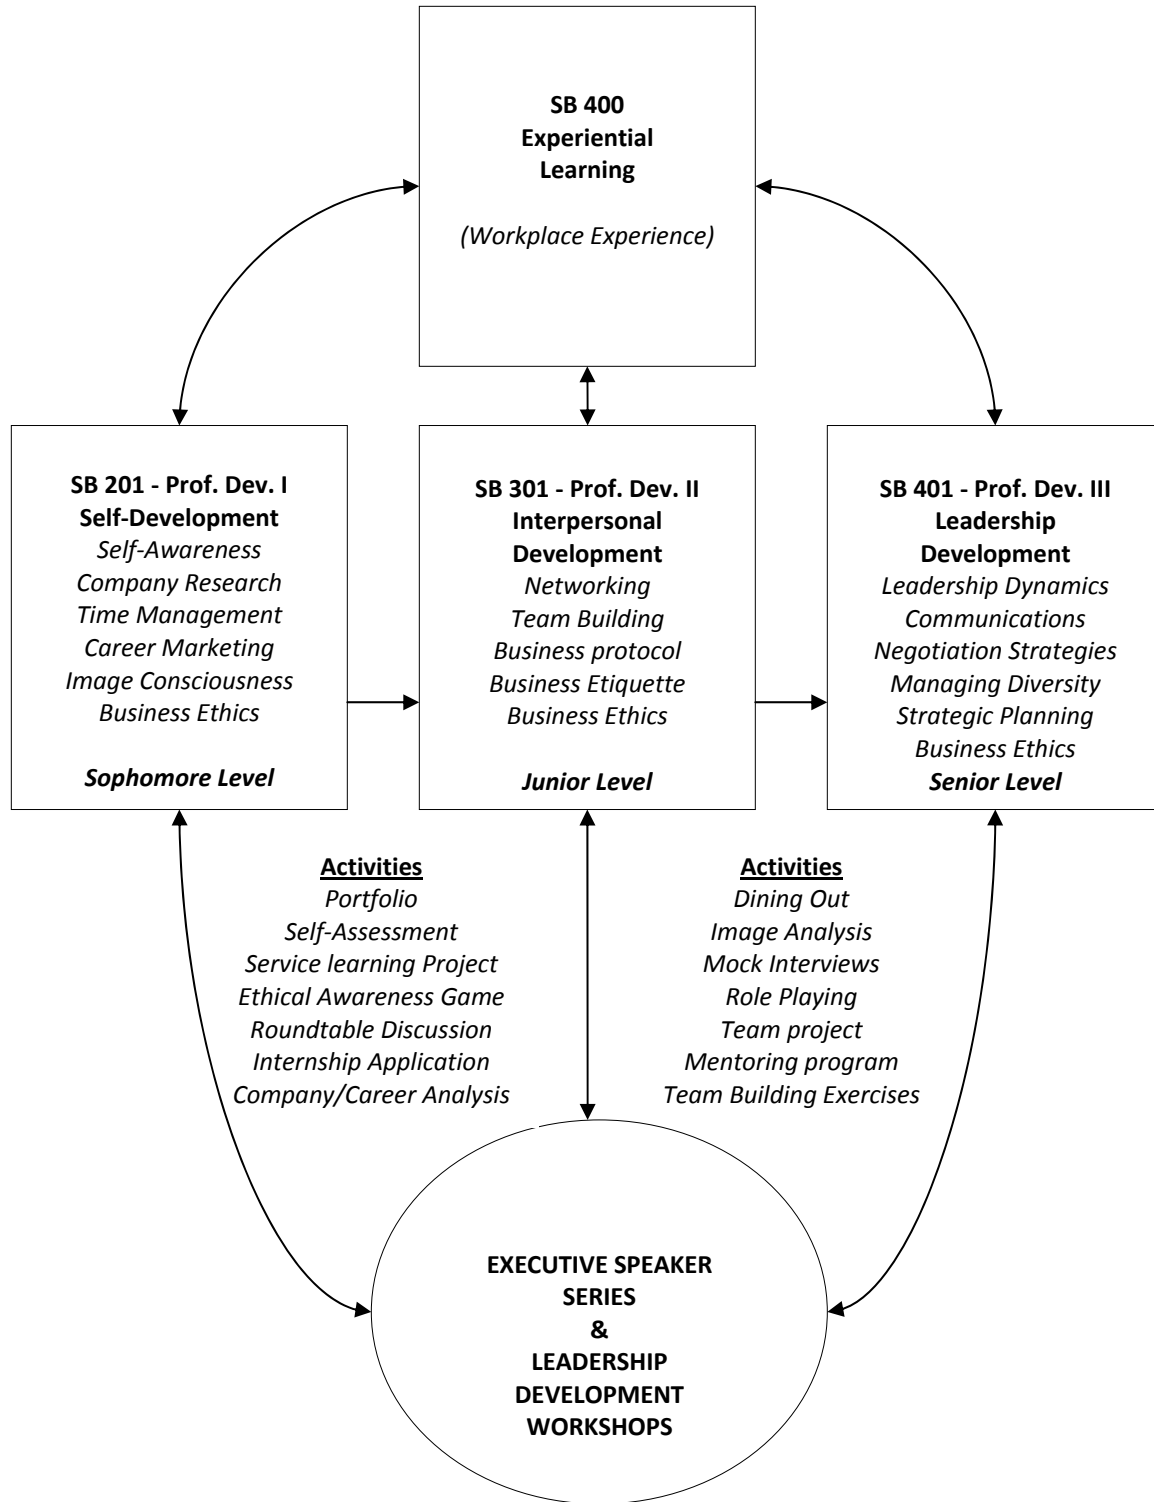 SB 400
Experiential
Learning
(Workplace Experience)
SB 201 - Prof. Dev. I
Self-Development
Self-Awareness
Company Research
Time Management
Career Marketing
Image Consciousness
Business Ethics
Sophomore Level
SB 301 - Prof. Dev. II
Interpersonal
Development
Networking
Team Building
Business protocol
Business Etiquette
Business Ethics
Junior Level
SB 401 - Prof. Dev. III
Leadership
Development
Leadership Dynamics
Communications
Negotiation Strategies
Managing Diversity
Strategic Planning
Business Ethics
Senior Level
Activities
Portfolio
Self-Assessment
Service learning Project
Ethical Awareness Game
Roundtable Discussion
Internship Application
Company/Career Analysis
Activities
Dining Out
Image Analysis
Mock Interviews
Role Playing
Team project
Mentoring program
Team Building Exercises
EXECUTIVE SPEAKER
SERIES
&
LEADERSHIP
DEVELOPMENT
WORKSHOPS